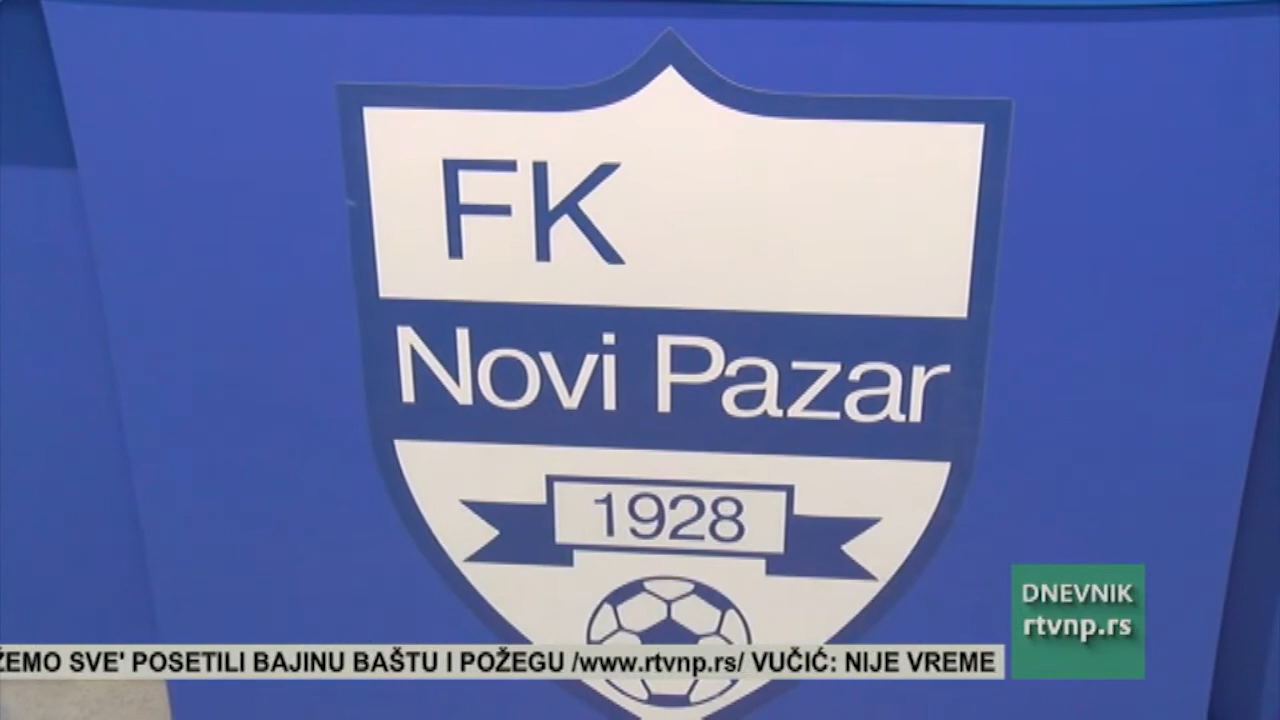 FK
Novi Pazar
1928
DNEVNIK
rtvnp.rs
ŽEMO SVE' POSETILI BAJINU BAŠTU I POŽEGU /www.rtvnp.rs/ VUČIĆ: NIJE VREME